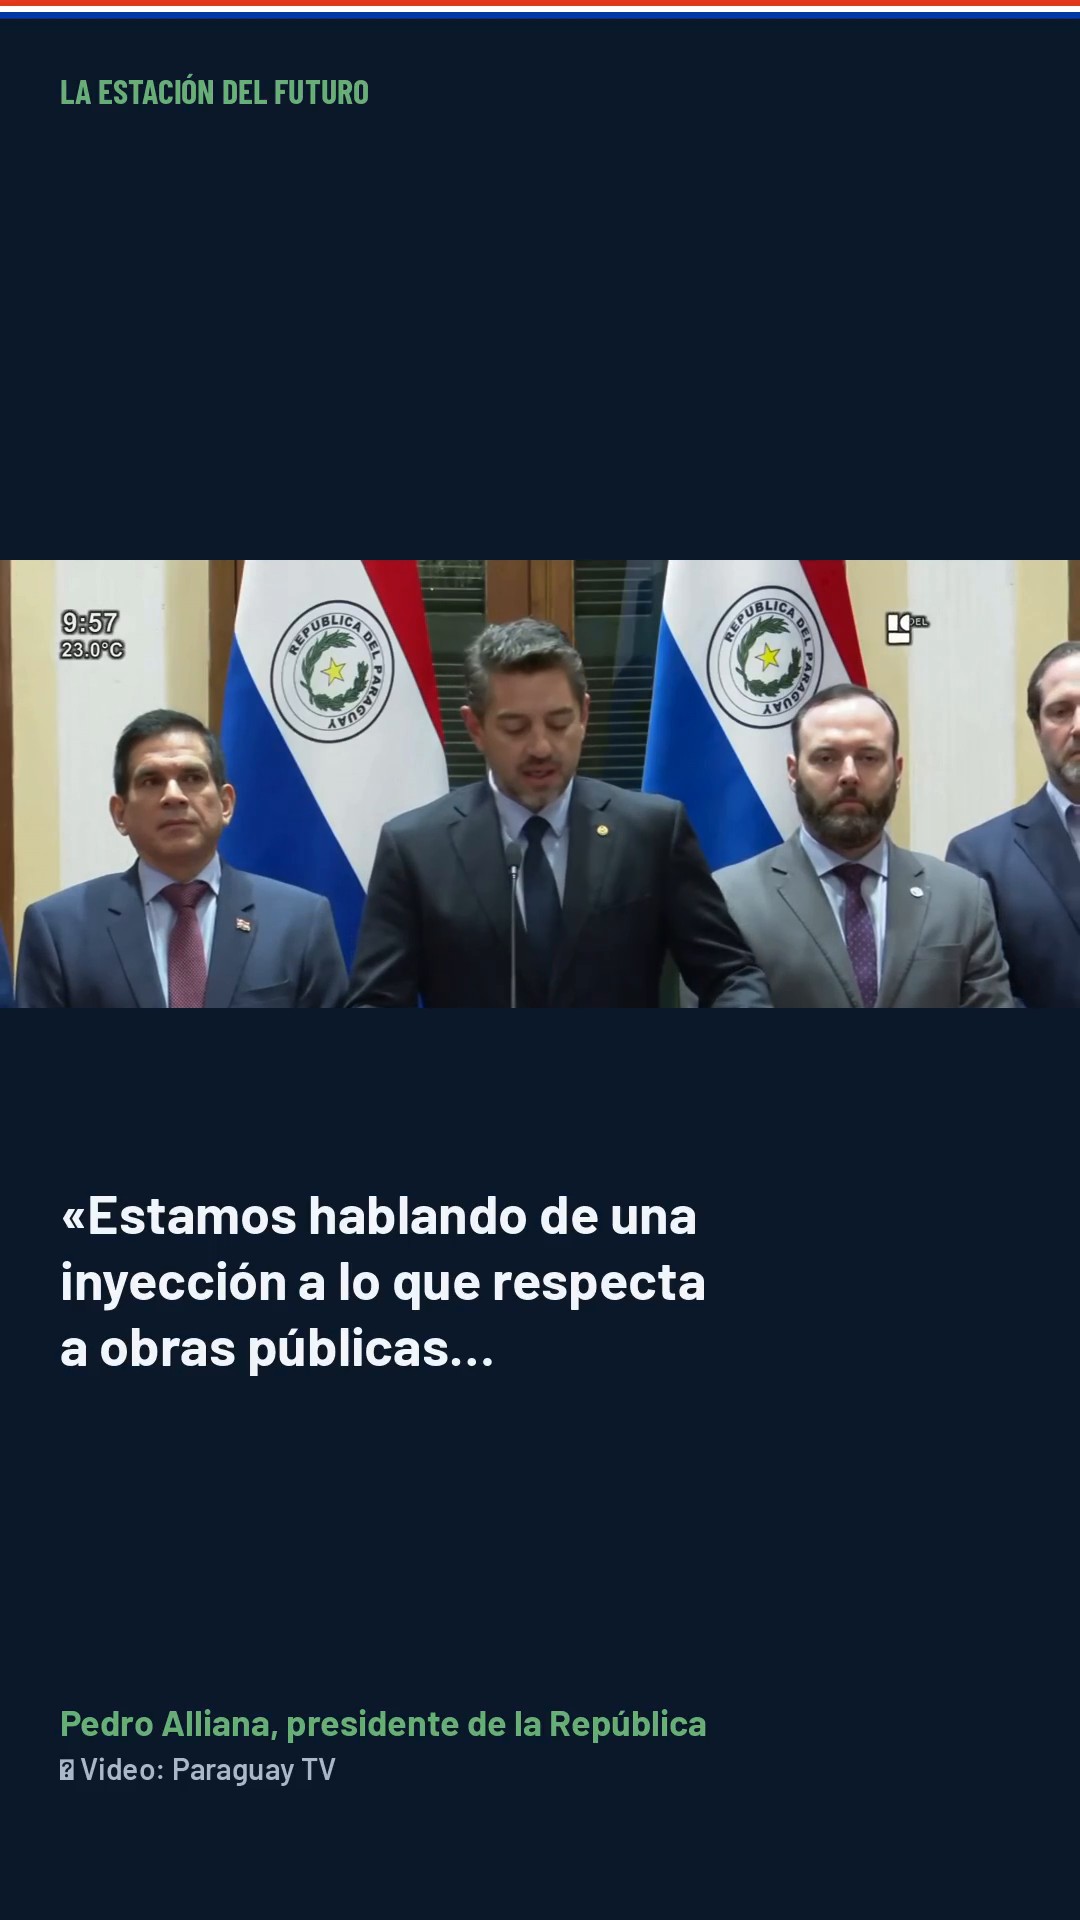 LA ESTACIÓN DEL FUTURO
9:57
23.0°C
DEL
REPUBLICA DEL PARAGUAY
REPUBLICA DEL PARAGUAY
«Estamos hablando de una
inyección a lo que respecta
a obras públicas...
Pedro Alliana, presidente de la República
Video: Paraguay TV